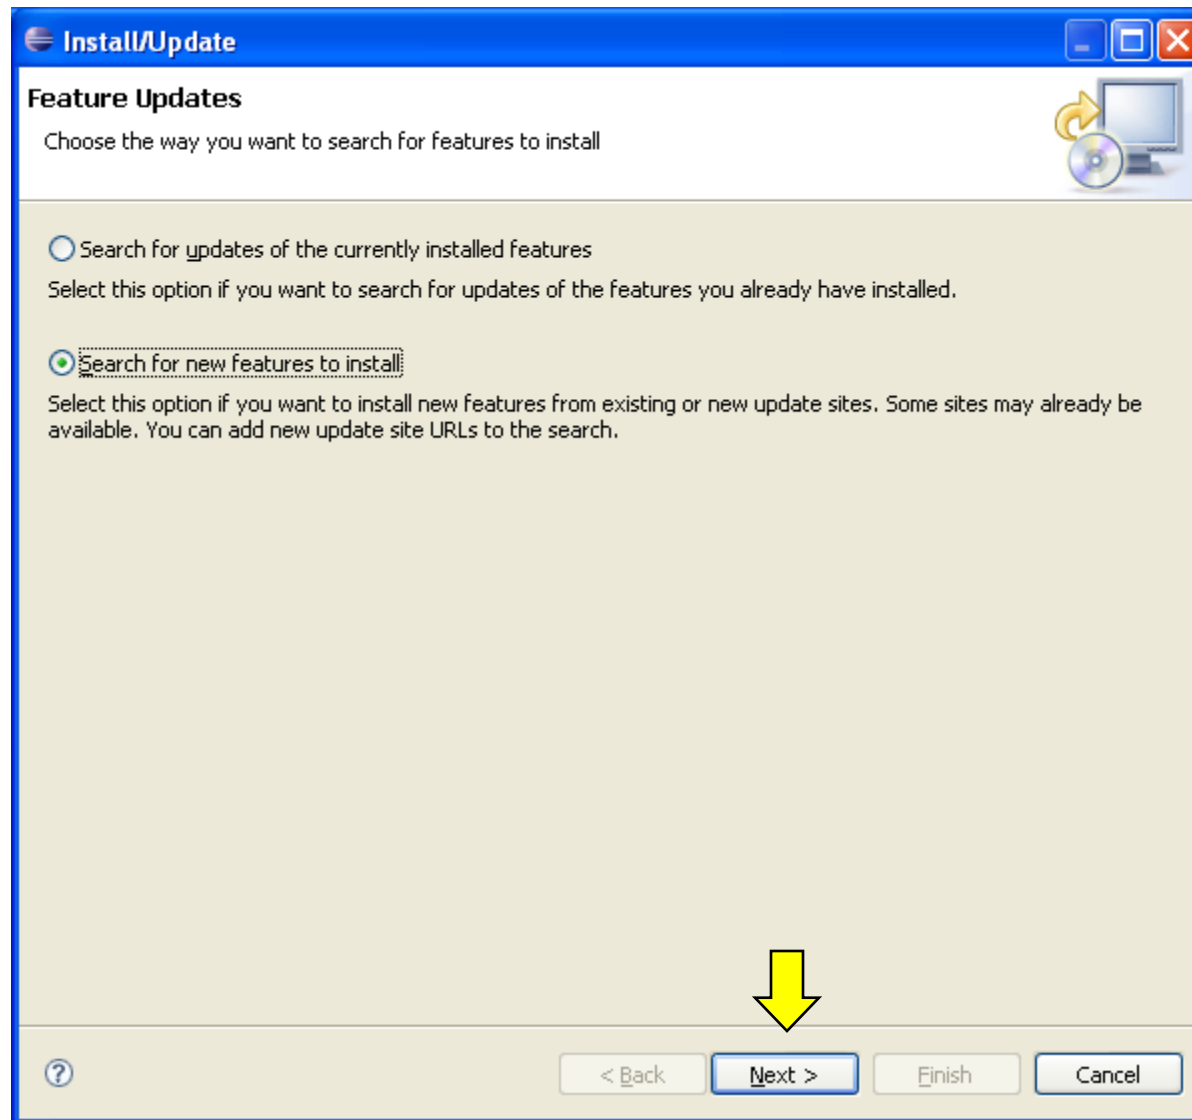 Install/Update
Feature Updates
Choose the way you want to search for features to install
Search for updates of the currently installed features
Select this option if you want to search for updates of the features you already have installed.
Search for new features to install
Select this option if you want to install new features from existing or new update sites. Some sites may already be
available. You can add new update site URLs to the search.
? < Back Next > Finish Cancel